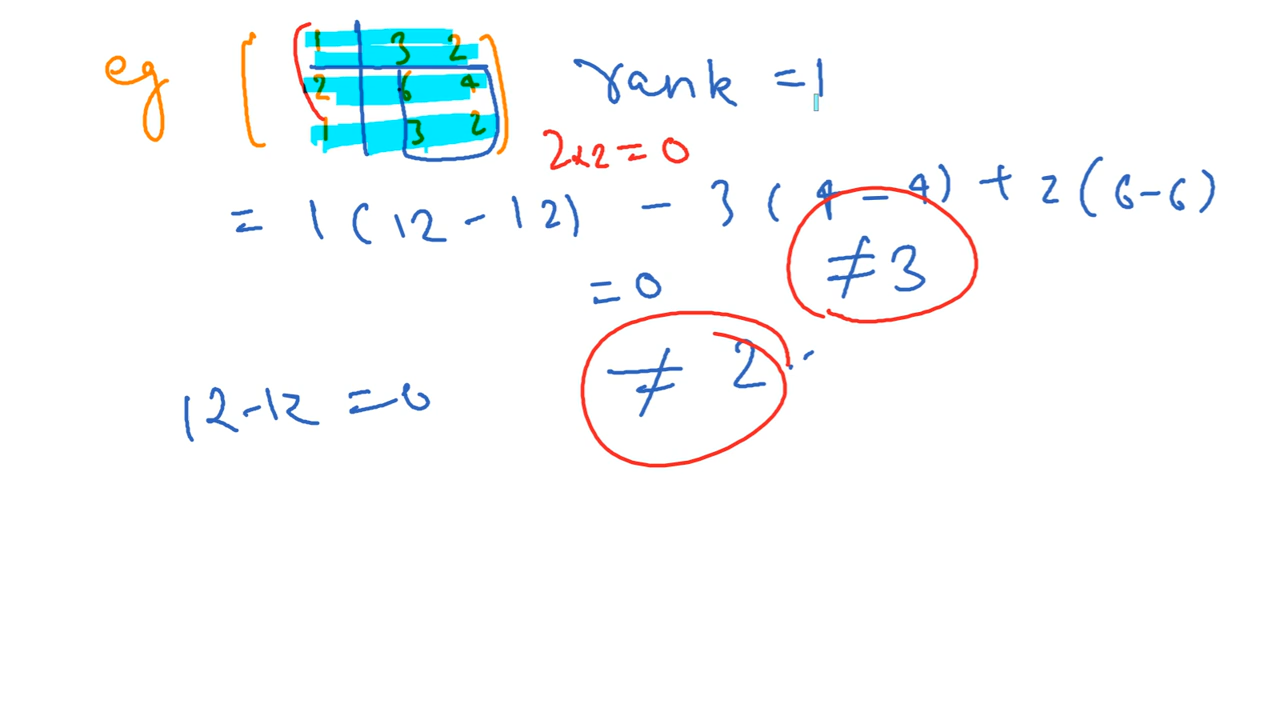 eg [ ( 1 3 2 ) rank = 1
2 6 4
1 3 2
2x2 = 0
= 1 ( 12 - 12 ) - 3 ( 4 - 4 ) + 2 ( 6 - 6 )
= 0 ≠ 3
≠ 2
12 - 12 = 0